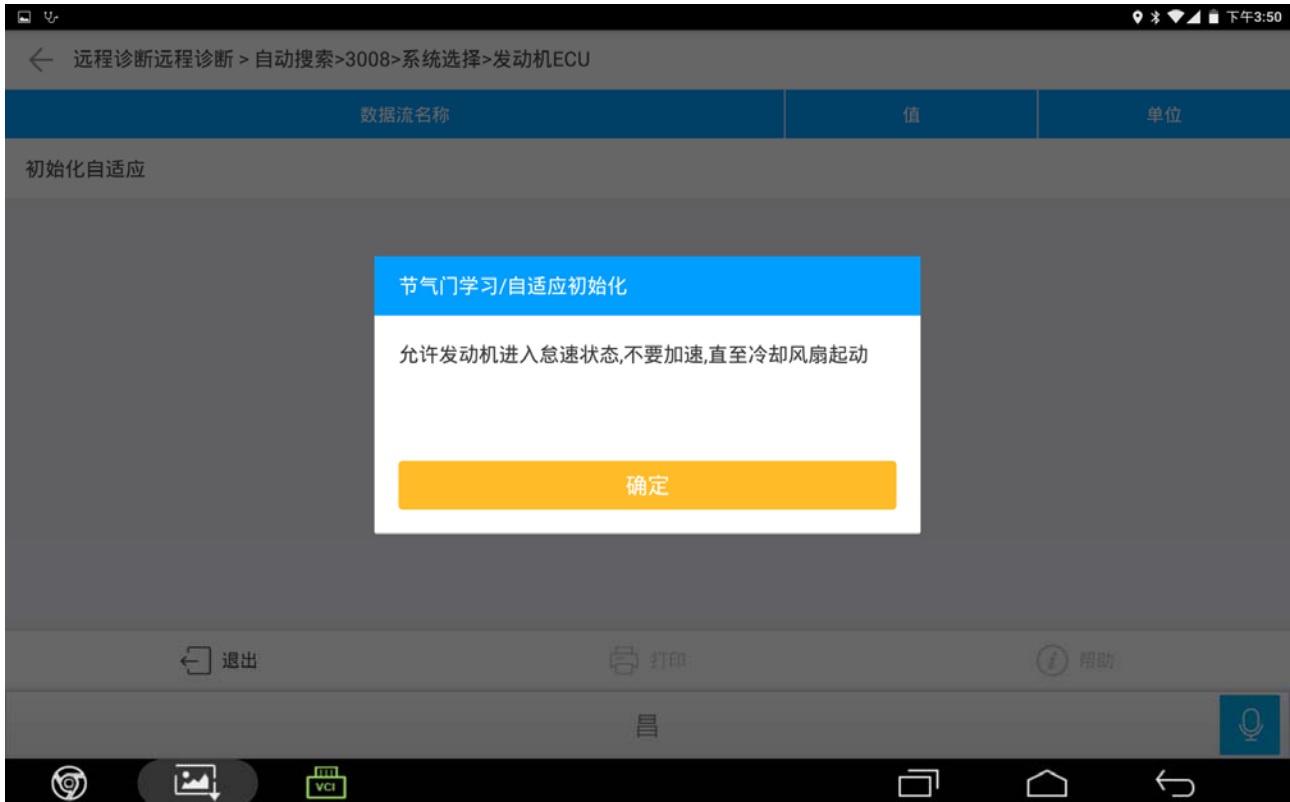 下午3:50
远程诊断远程诊断 > 自动搜索>3008>系统选择>发动机ECU
数据流名称 值 单位
初始化自适应
节气门学习/自适应初始化
允许发动机进入怠速状态,不要加速,直至冷却风扇起动
确定
退出 打印 帮助
昌
VCI